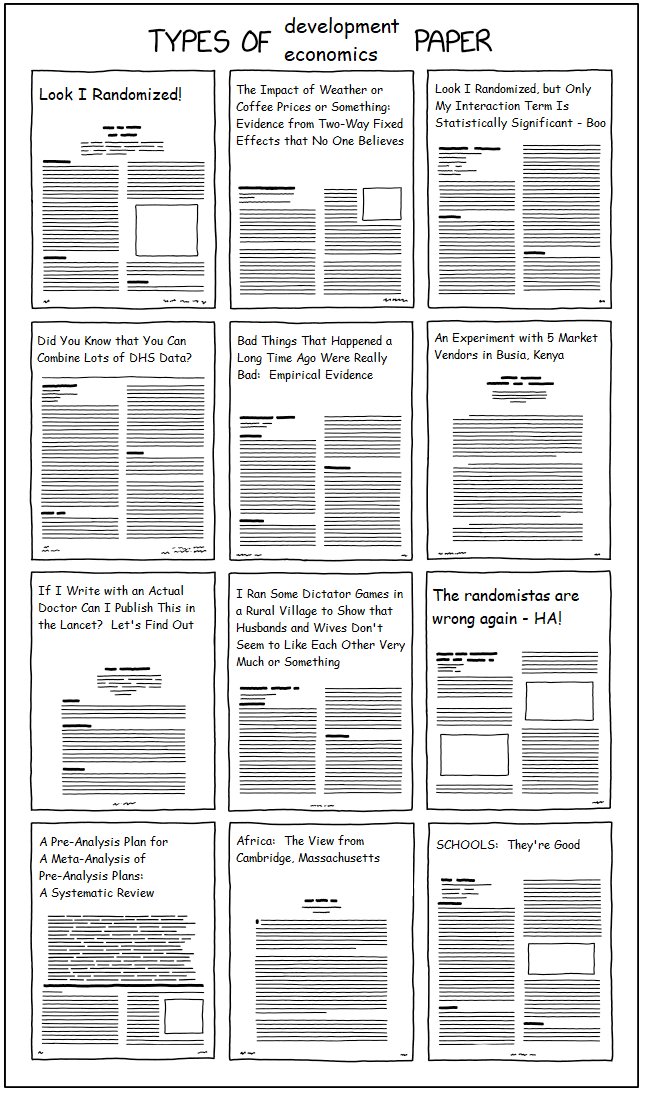 TYPES OF development economics PAPER
Look I Randomized!
The Impact of Weather or
Coffee Prices or Something:
Evidence from Two-Way Fixed
Effects that No One Believes
Look I Randomized, but Only
My Interaction Term Is
Statistically Significant - Boo
Did You Know that You Can
Combine Lots of DHS Data?
Bad Things That Happened a
Long Time Ago Were Really
Bad: Empirical Evidence
An Experiment with 5 Market
Vendors in Busia, Kenya
If I Write with an Actual
Doctor Can I Publish This in
the Lancet? Let's Find Out
I Ran Some Dictator Games in
a Rural Village to Show that
Husbands and Wives Don't
Seem to Like Each Other Very
Much or Something
The randomistas are
wrong again - HA!
A Pre-Analysis Plan for
A Meta-Analysis of
Pre-Analysis Plans:
A Systematic Review
Africa: The View from
Cambridge, Massachusetts
SCHOOLS: They're Good